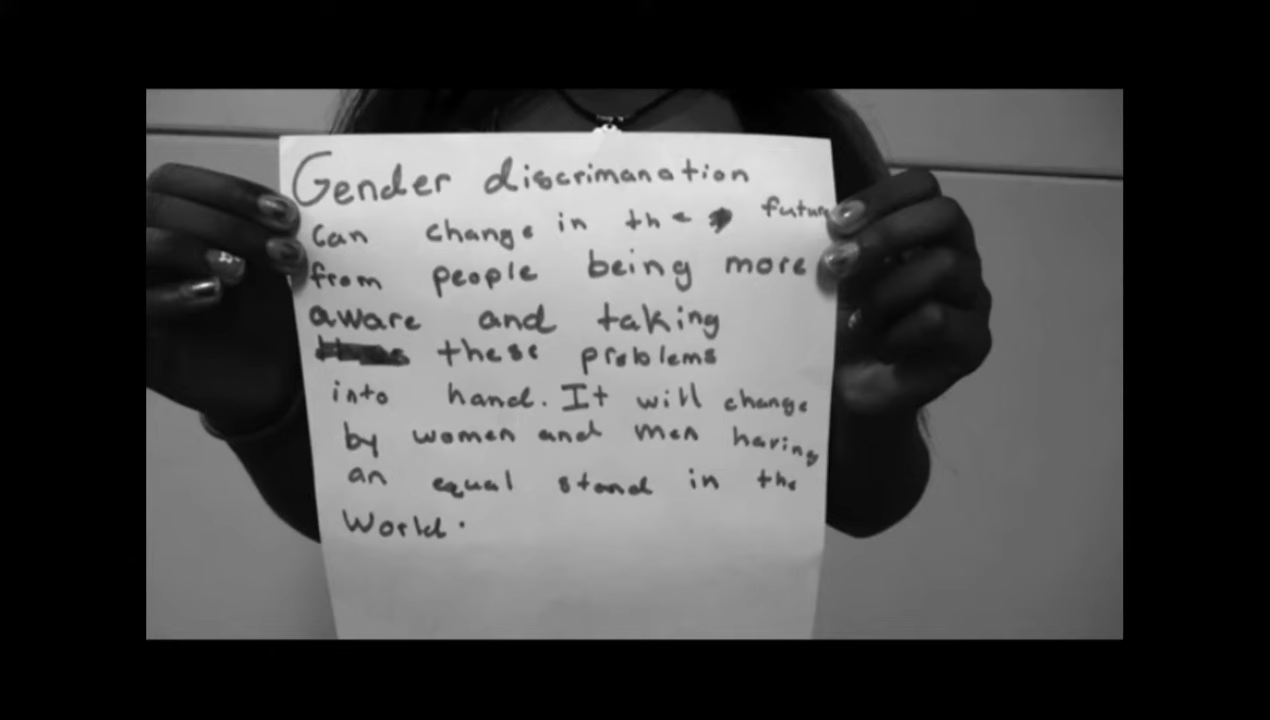 Gender discrimanation
can change in the future
from people being more
aware and taking
these problems
into hand. It will change
by women and men having
an equal stand in the
World.